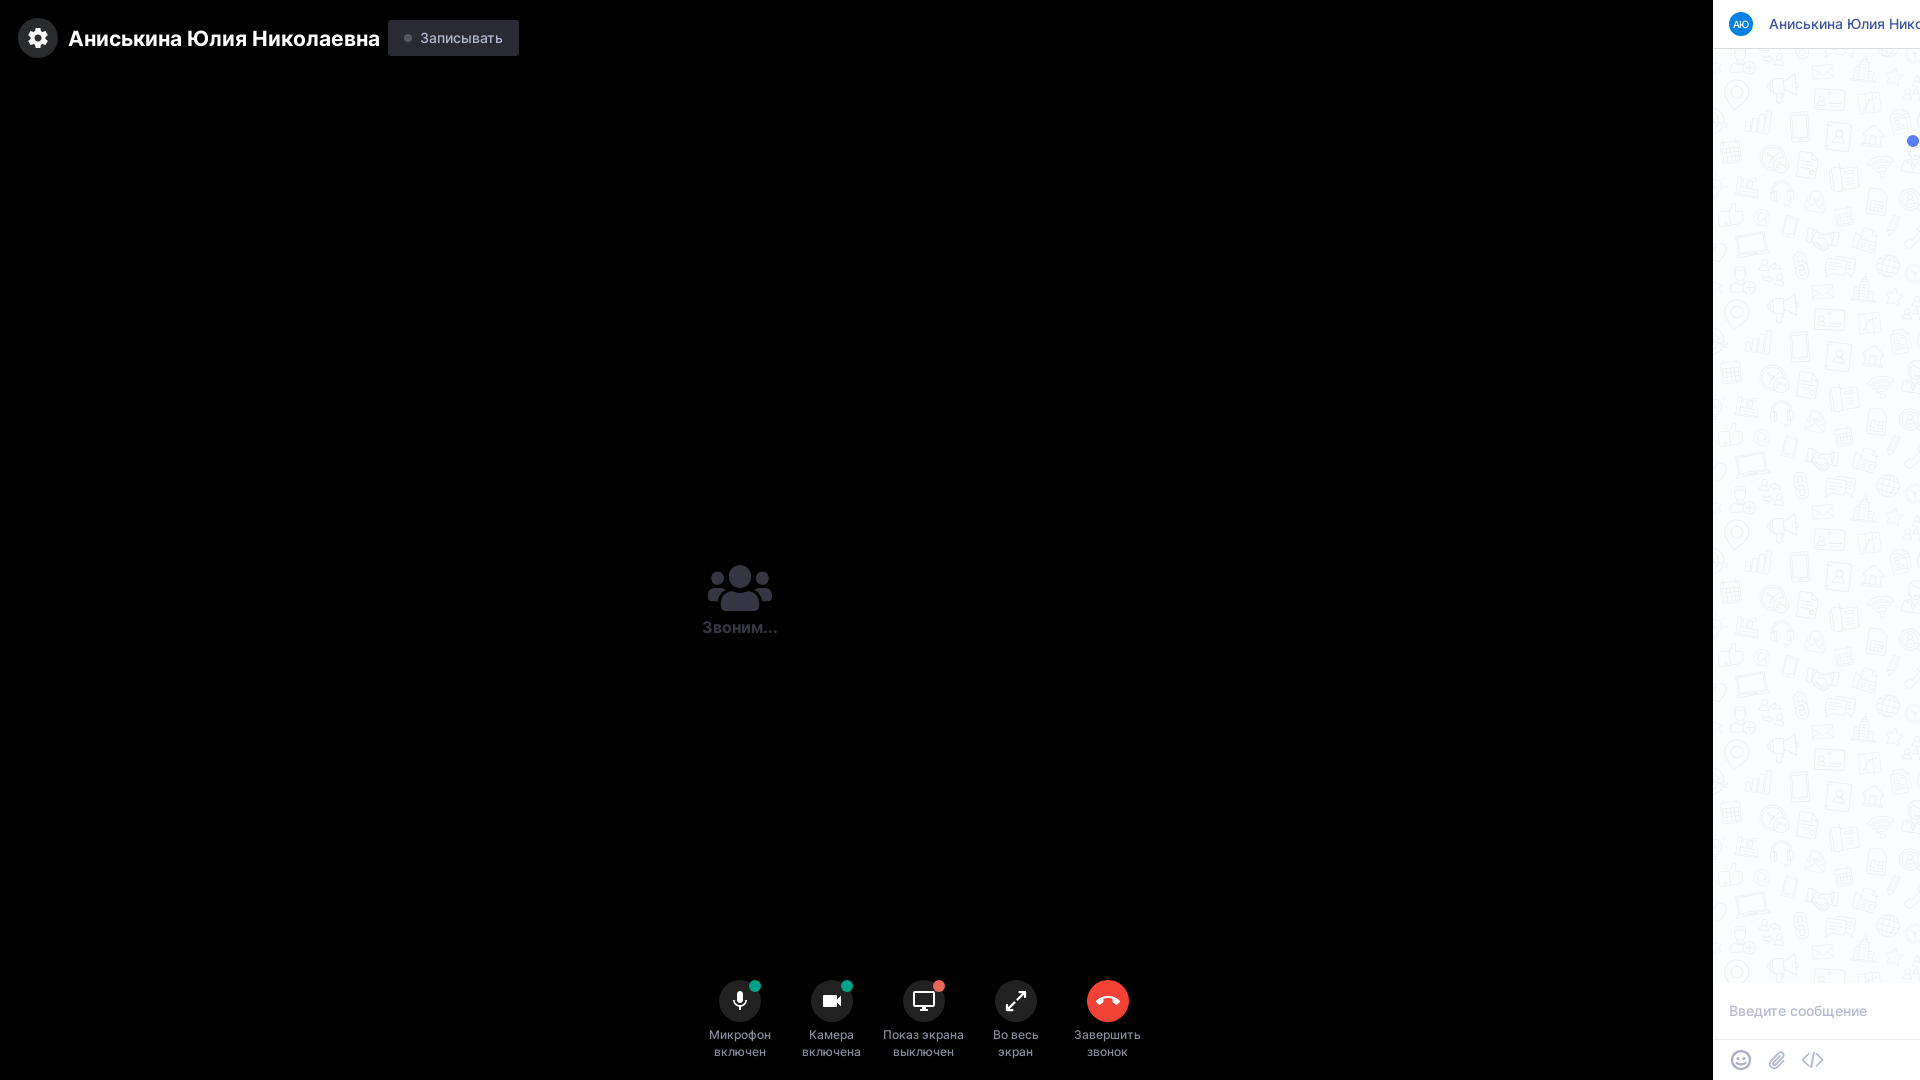 Аниськина Юлия Николаевна
Записывать
АЮ
Аниськина Юлия Нико
Звоним...
Микрофон
включен
Камера
включена
Показ экрана
выключен
Во весь
экран
Завершить
звонок
Введите сообщение